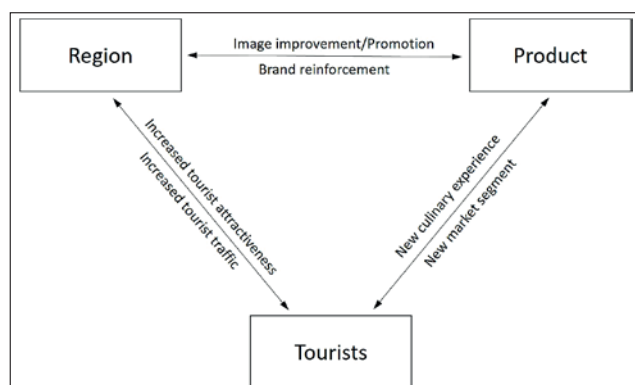 Region
Image improvement/Promotion
Brand reinforcement
Product
Increased tourist attractiveness
Increased tourist traffic
New culinary experience
New market segment
Tourists